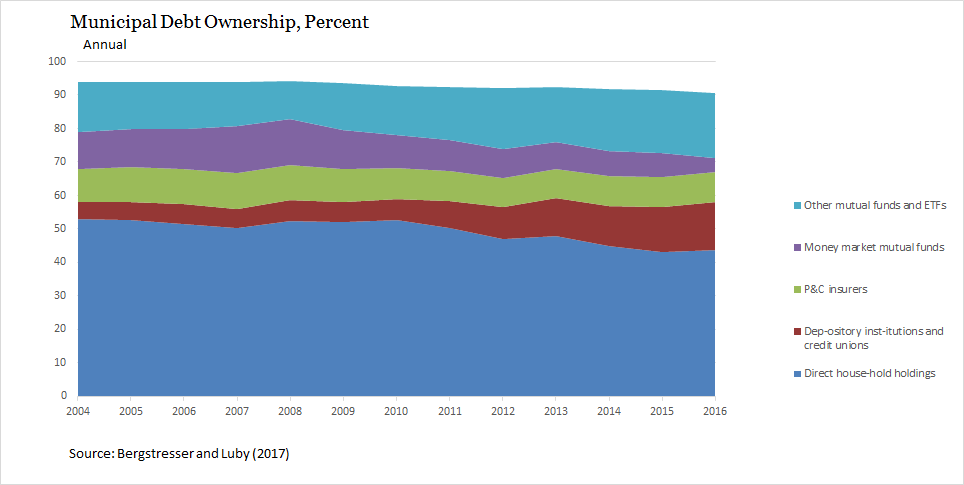 Municipal Debt Ownership, Percent
Annual
100
90
80
70
60
50
40
30
20
10
0
2004 2005 2006 2007 2008 2009 2010 2011 2012 2013 2014 2015 2016
Other mutual funds and ETFs
Money market mutual funds
P&C insurers
Dep-ository inst-itutions and
credit unions
Direct house-hold holdings
Source: Bergstresser and Luby (2017)